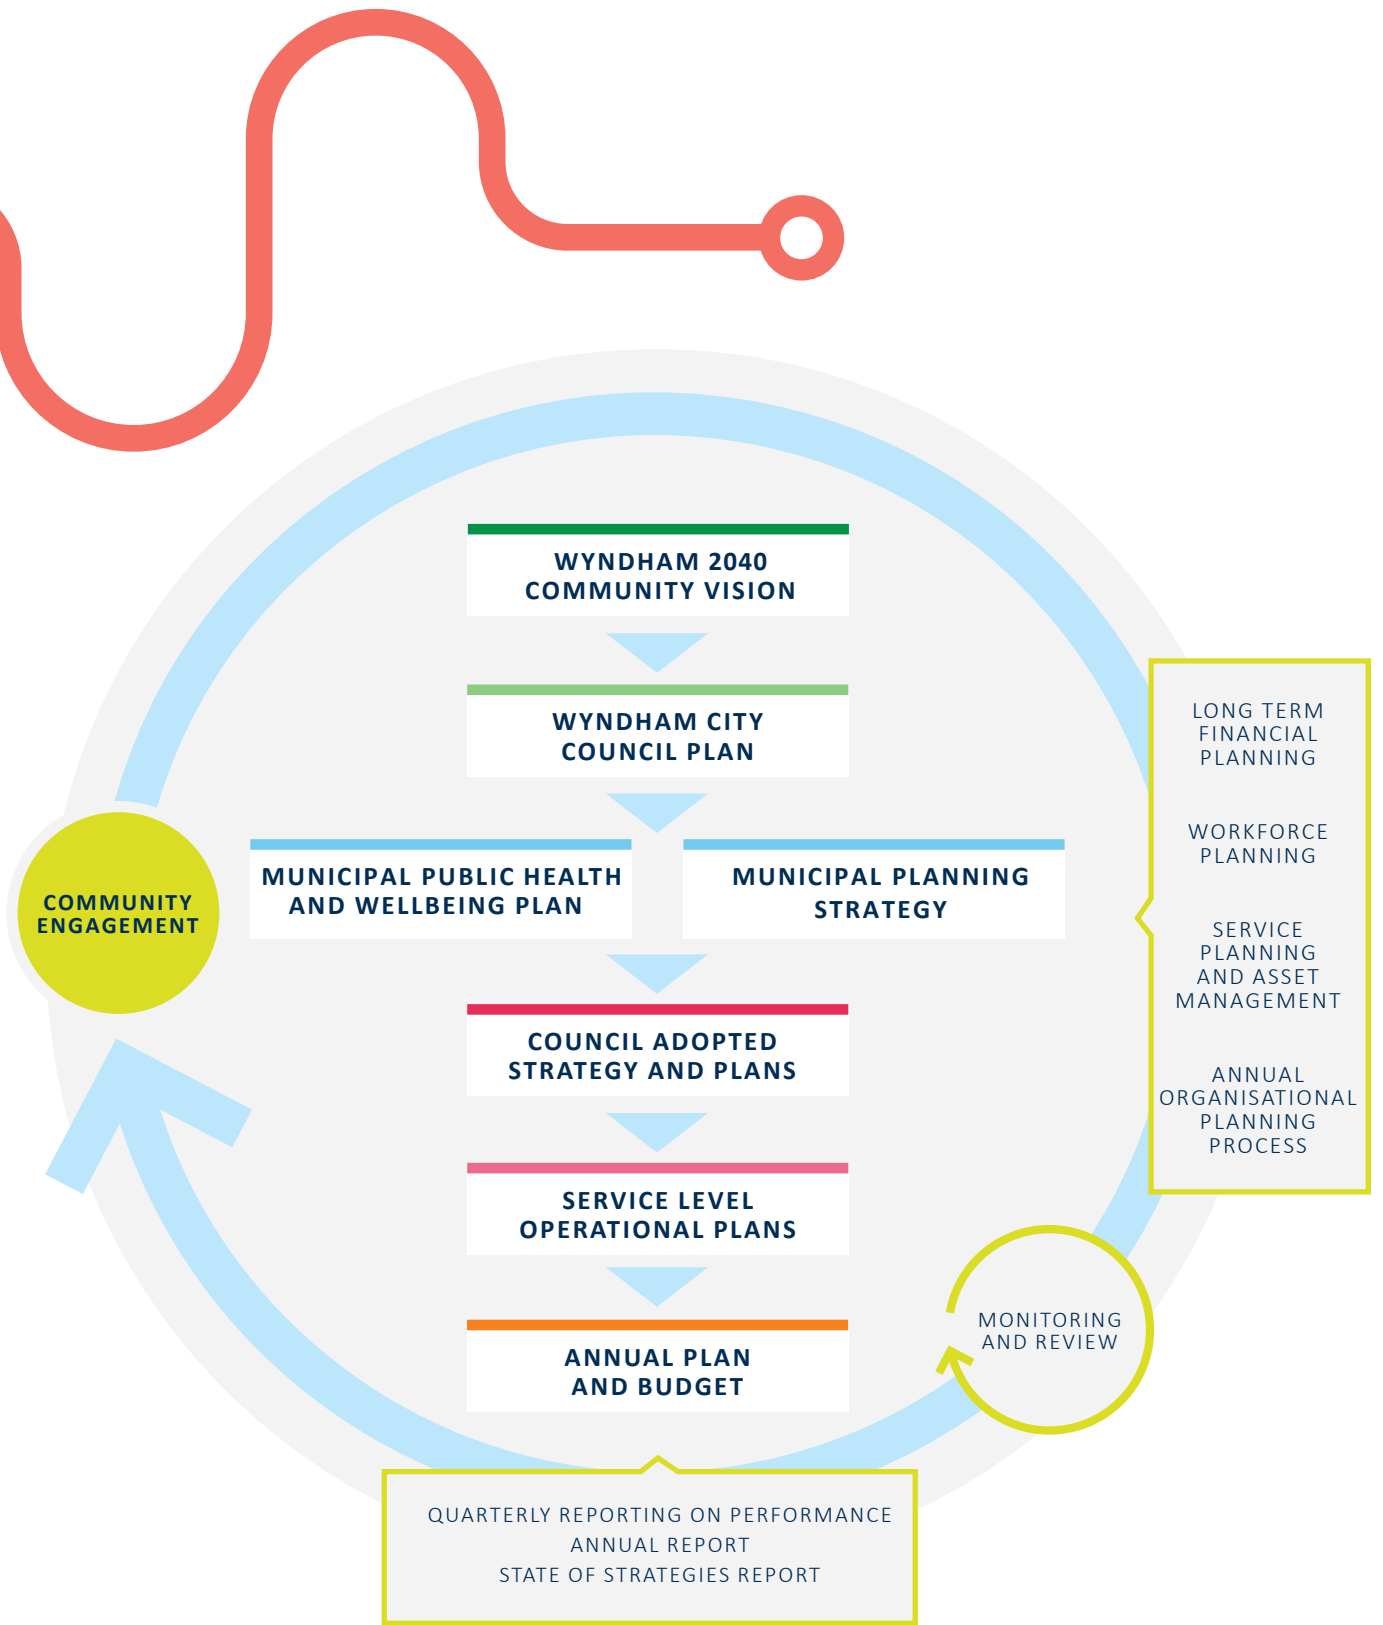 WYNDHAM 2040
COMMUNITY VISION
WYNDHAM CITY
COUNCIL PLAN
MUNICIPAL PUBLIC HEALTH
AND WELLBEING PLAN
MUNICIPAL PLANNING
STRATEGY
COUNCIL ADOPTED
STRATEGY AND PLANS
SERVICE LEVEL
OPERATIONAL PLANS
ANNUAL PLAN
AND BUDGET
COMMUNITY
ENGAGEMENT
LONG TERM
FINANCIAL
PLANNING
WORKFORCE
PLANNING
SERVICE
PLANNING
AND ASSET
MANAGEMENT
ANNUAL
ORGANISATIONAL
PLANNING
PROCESS
MONITORING
AND REVIEW
QUARTERLY REPORTING ON PERFORMANCE
ANNUAL REPORT
STATE OF STRATEGIES REPORT